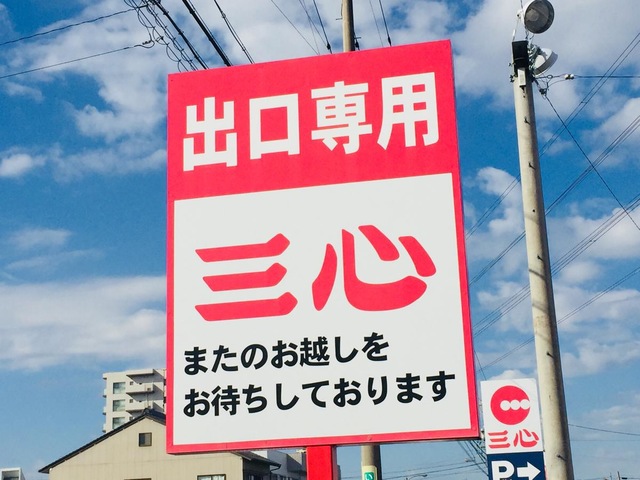 出口専用
三心
またのお越しを
お待ちしております
三心
P→